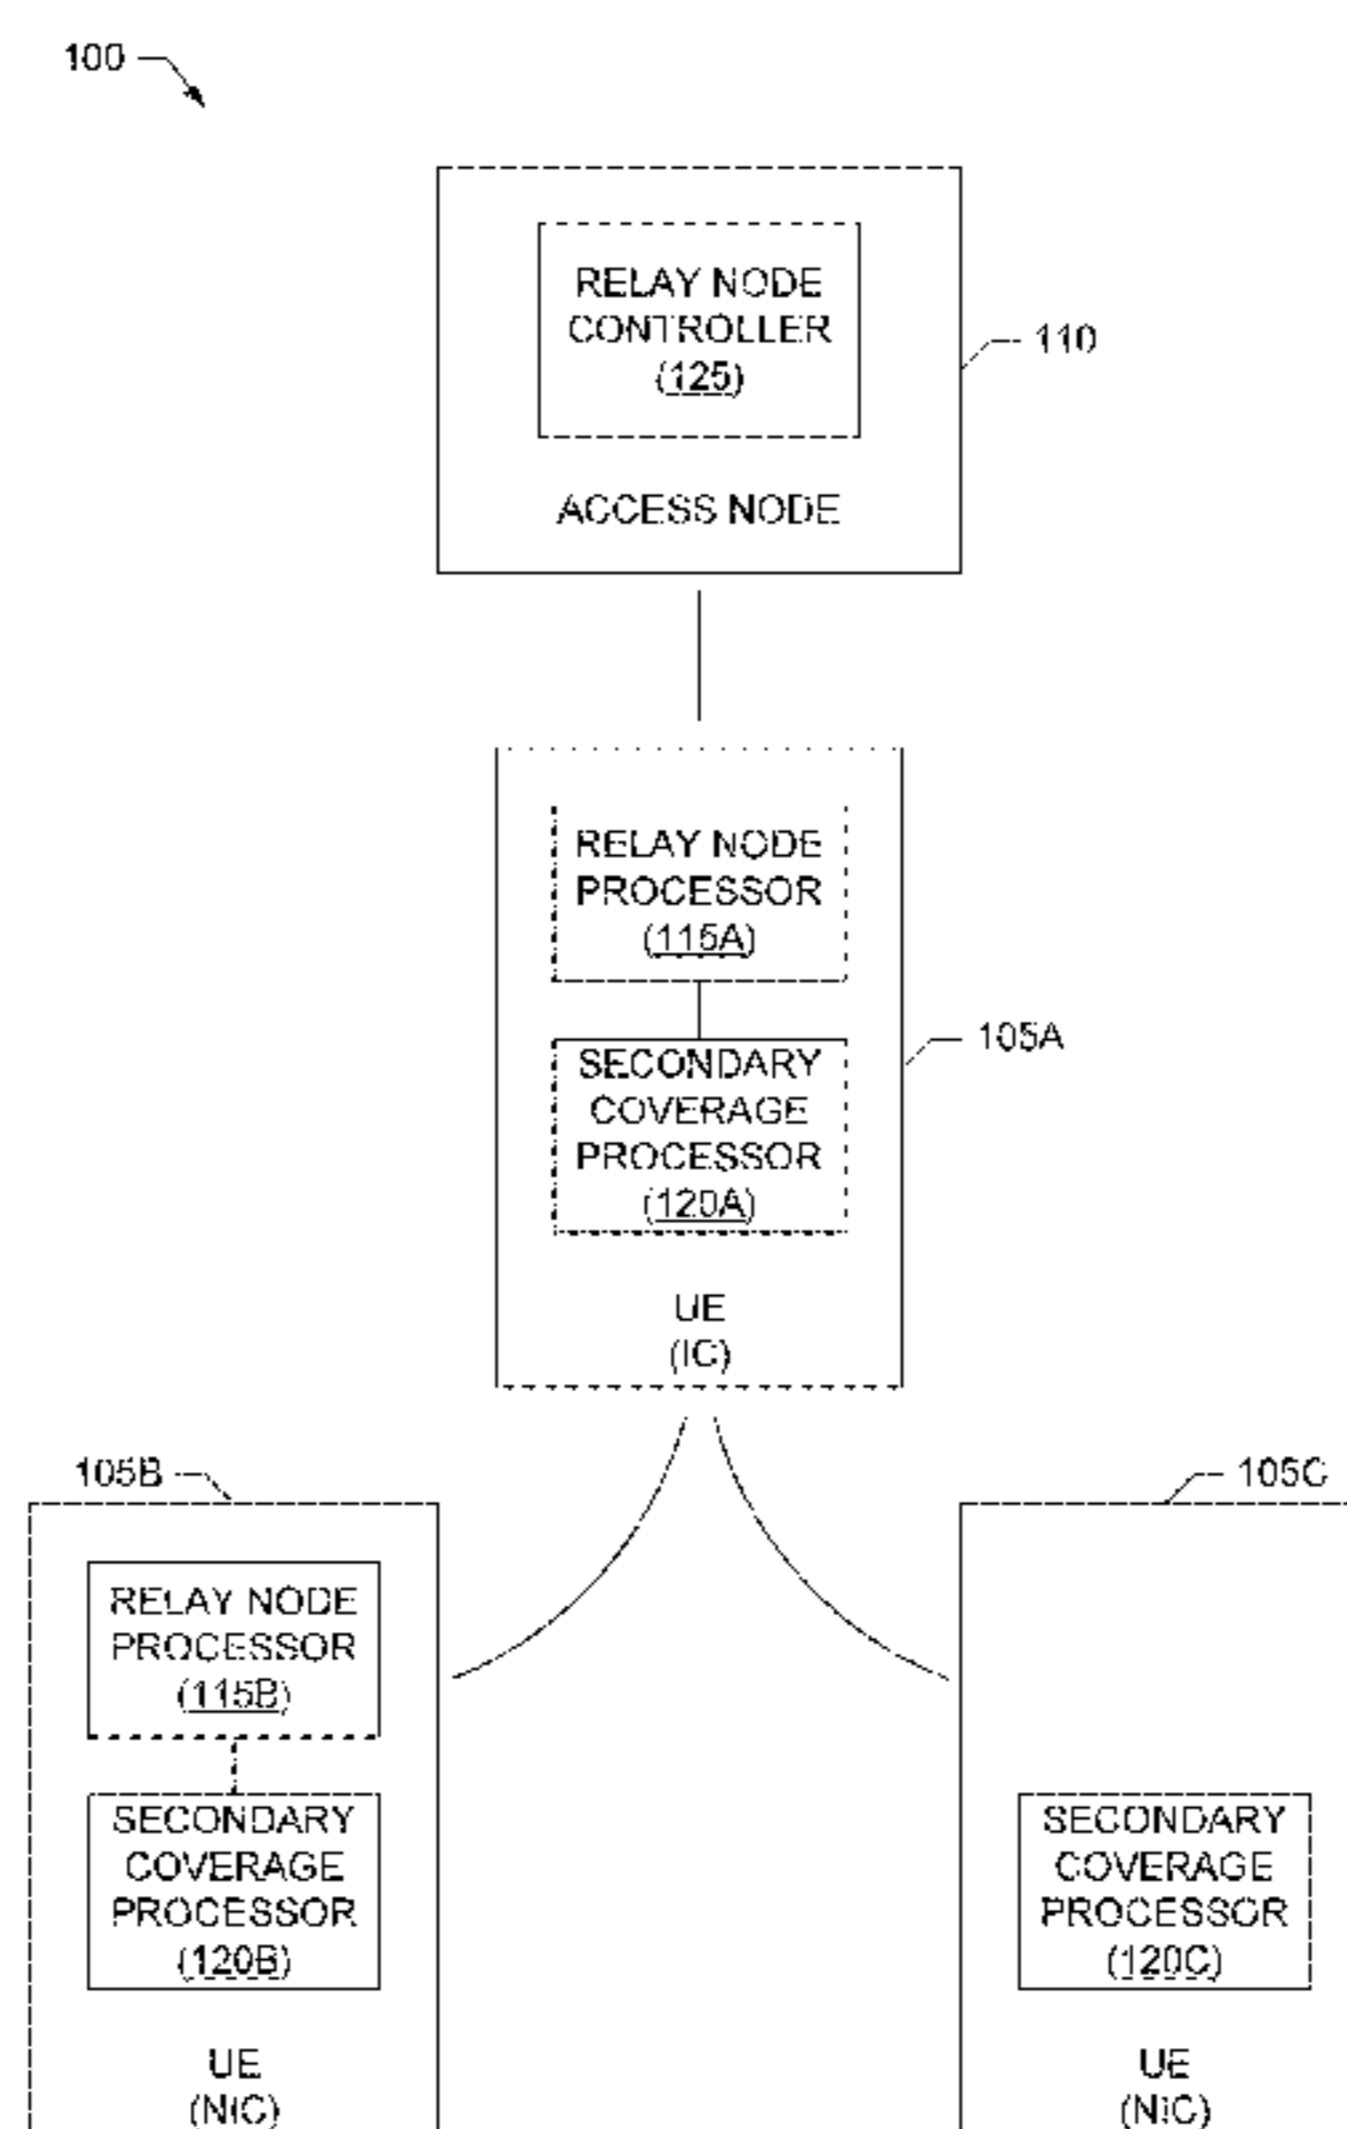 100
RELAY NODE
CONTROLLER
(125)
110
ACCESS NODE
RELAY NODE
PROCESSOR
(115A)
105A
SECONDARY
COVERAGE
PROCESSOR
(120A)
UE
(IC)
105B
105C
RELAY NODE
PROCESSOR
(115B)
SECONDARY
COVERAGE
PROCESSOR
(120B)
UE
(NIC)
SECONDARY
COVERAGE
PROCESSOR
(120C)
UE
(NIC)